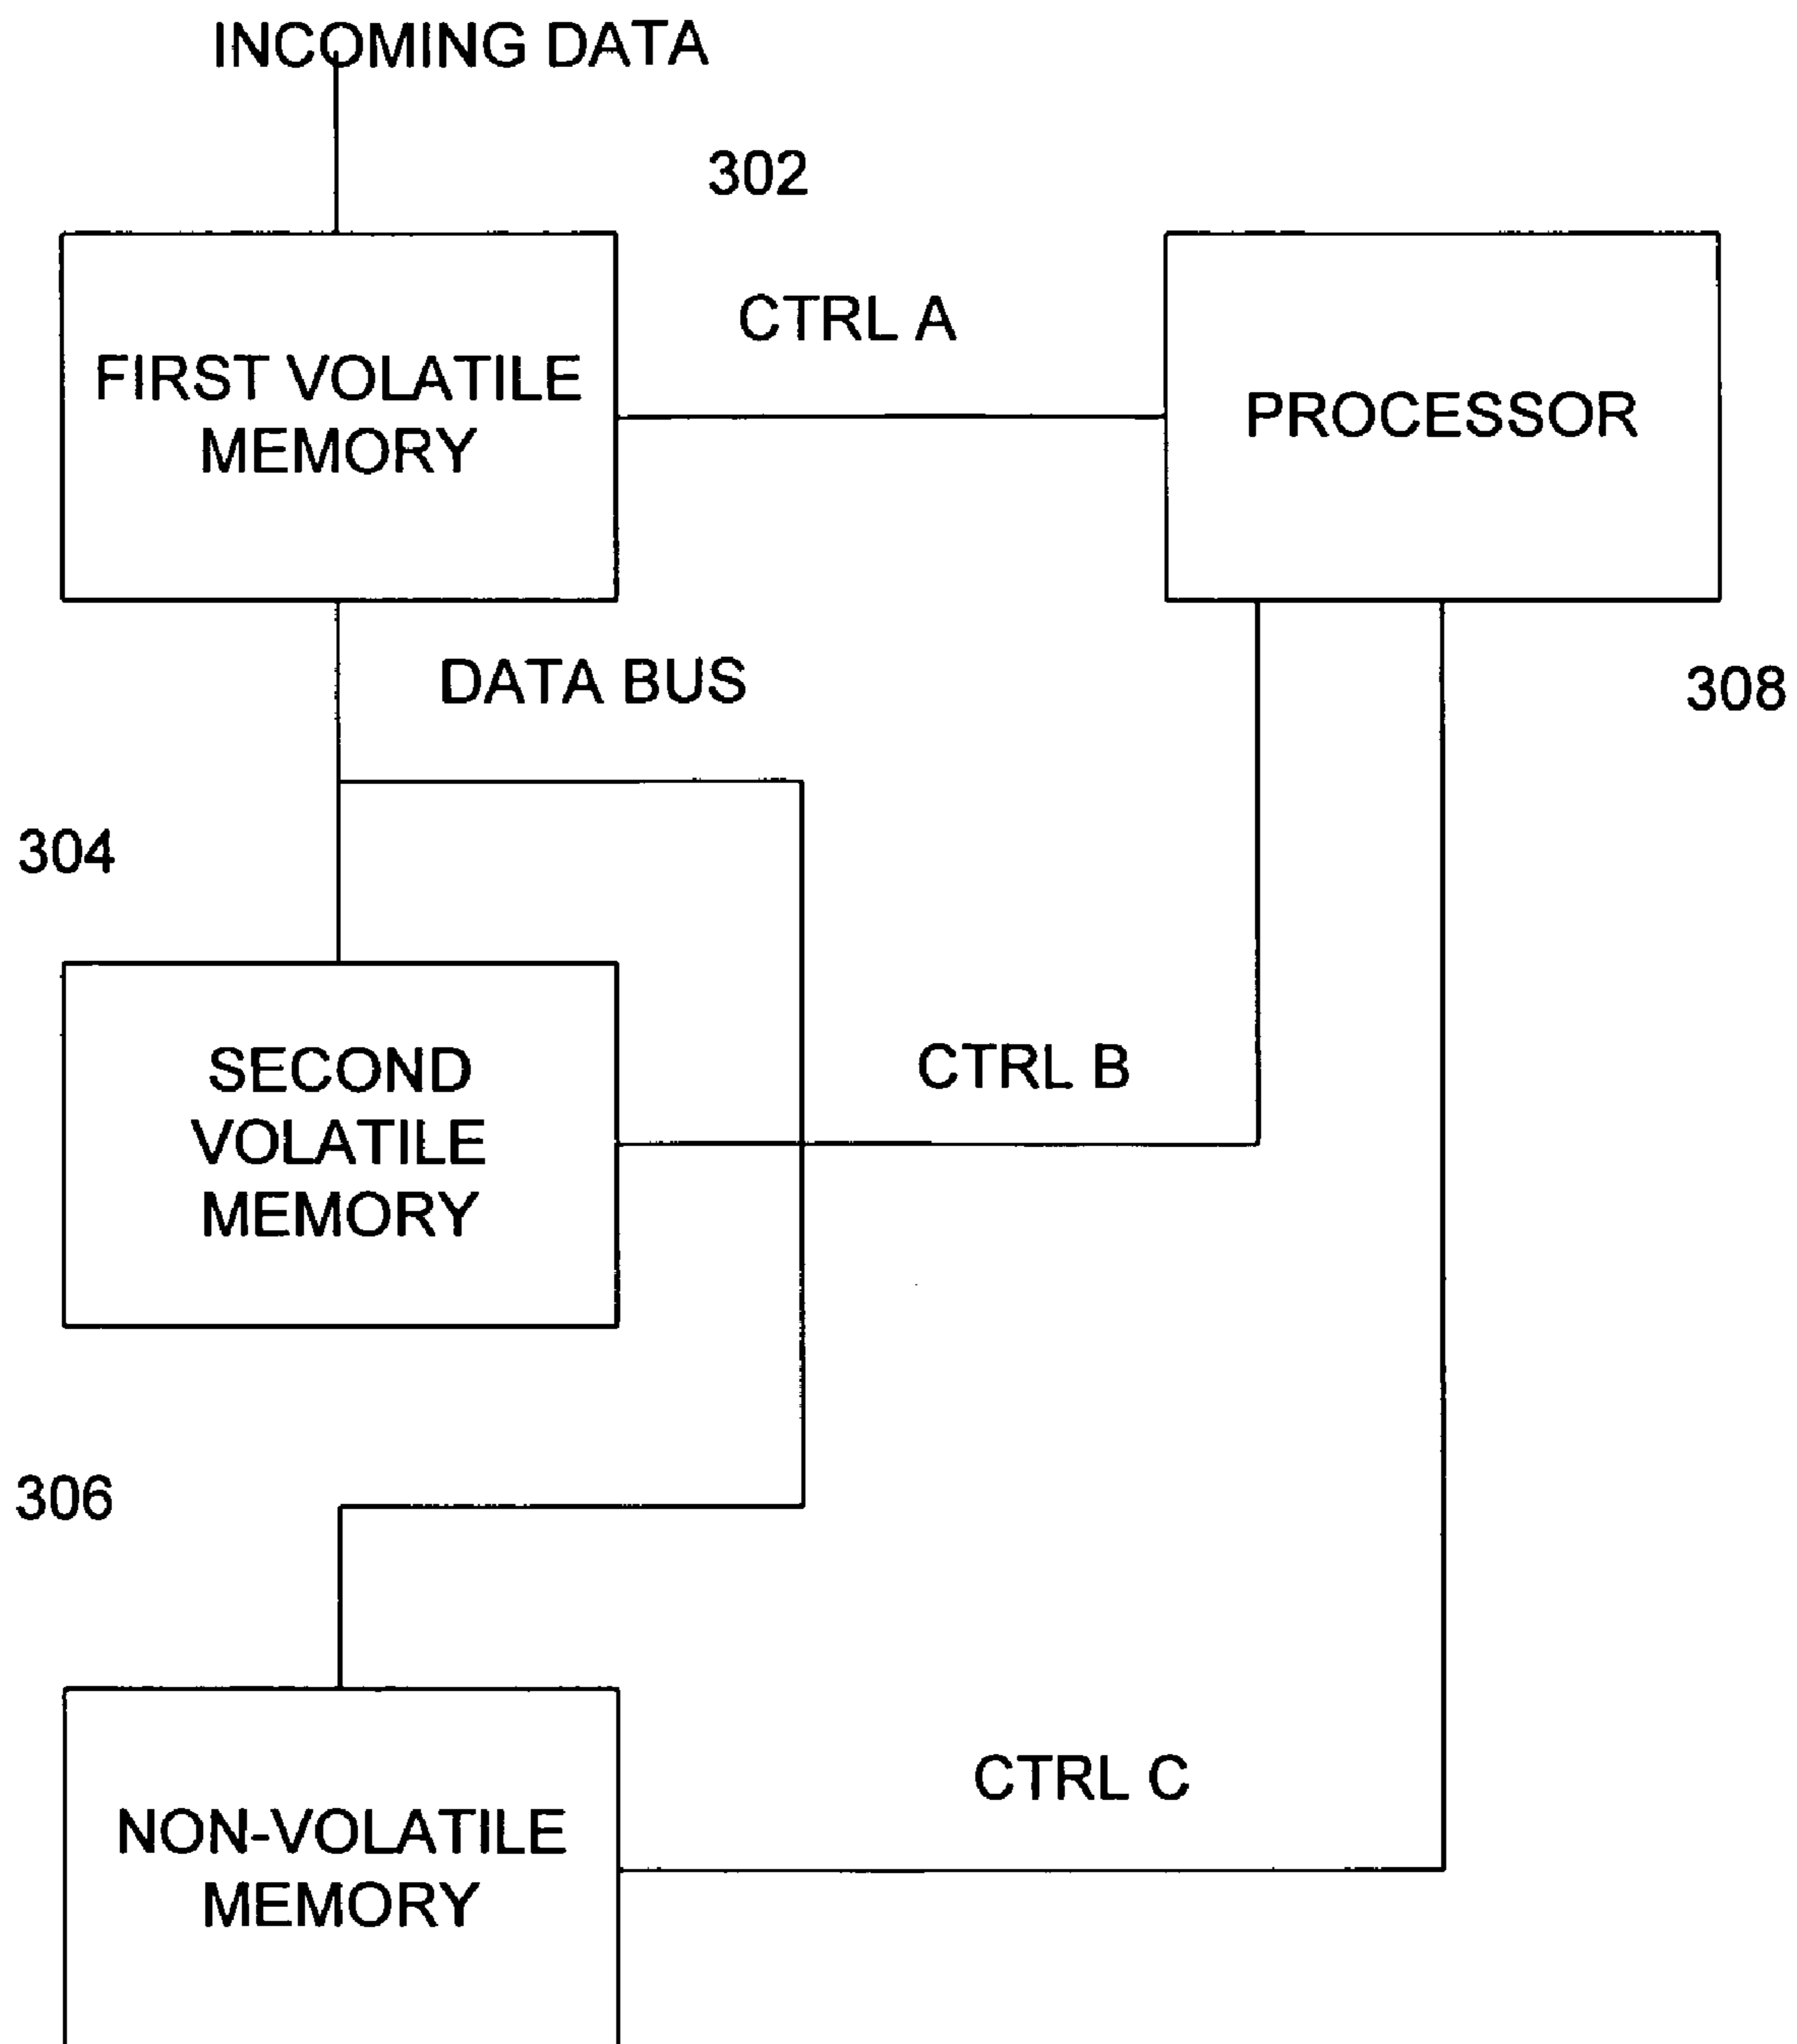 INCOMING DATA
302
CTRL A
FIRST VOLATILE
MEMORY
PROCESSOR
DATA BUS
308
304
SECOND
VOLATILE
MEMORY
CTRL B
306
CTRL C
NON-VOLATILE
MEMORY